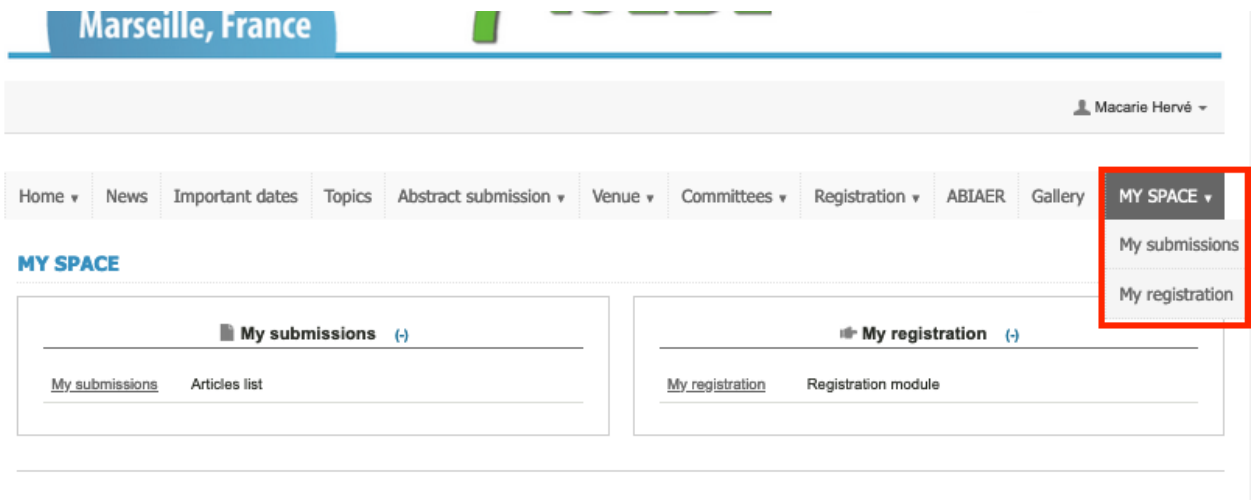 Marseille, France
Macarie Hervé
Home News Important dates Topics Abstract submission Venue Committees Registration ABIAER Gallery MY SPACE
My submissions
My registration
MY SPACE
My submissions (-)
My submissions Articles list
My registration (-)
My registration Registration module